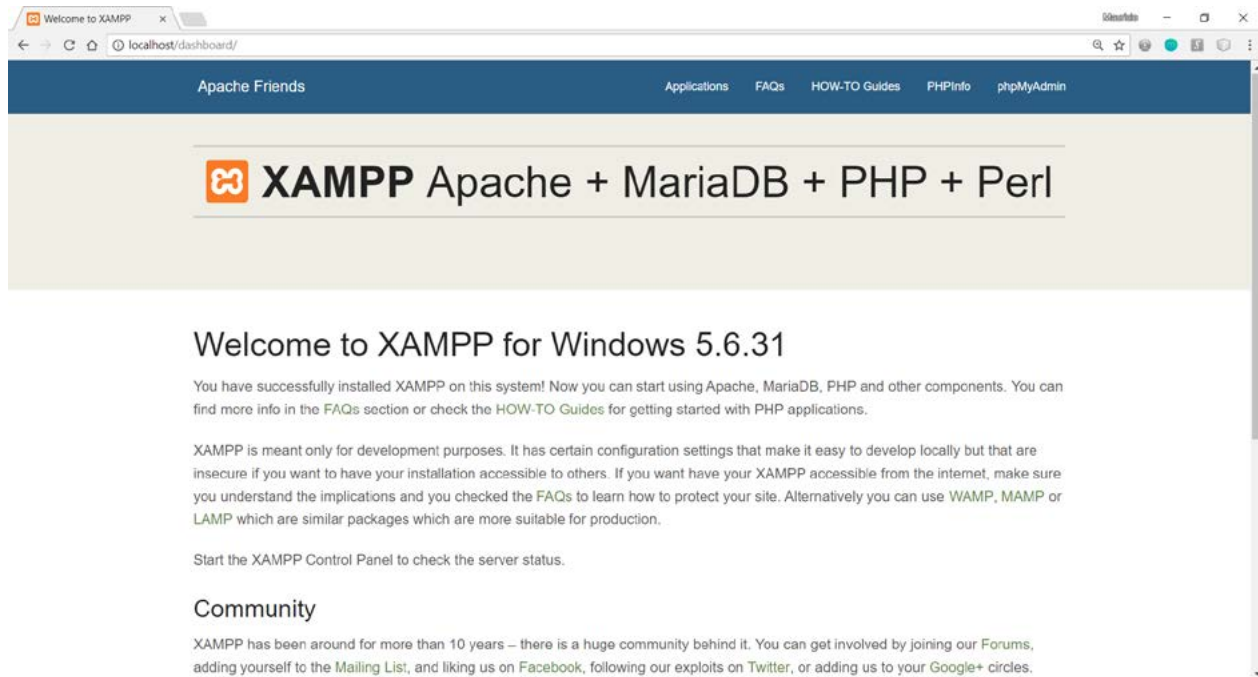 Welcome to XAMPP
localhost/dashboard/
Apache Friends
Applications
FAQs
HOW-TO Guides
PHPInfo
phpMyAdmin
XAMPP Apache + MariaDB + PHP + Perl
Welcome to XAMPP for Windows 5.6.31
You have successfully installed XAMPP on this system! Now you can start using Apache, MariaDB, PHP and other components. You can
find more info in the FAQs section or check the HOW-TO Guides for getting started with PHP applications.
XAMPP is meant only for development purposes. It has certain configuration settings that make it easy to develop locally but that are
insecure if you want to have your installation accessible to others. If you want have your XAMPP accessible from the internet, make sure
you understand the implications and you checked the FAQs to learn how to protect your site. Alternatively you can use WAMP, MAMP or
LAMP which are similar packages which are more suitable for production.
Start the XAMPP Control Panel to check the server status.
Community
XAMPP has been around for more than 10 years – there is a huge community behind it. You can get involved by joining our Forums,
adding yourself to the Mailing List, and liking us on Facebook, following our exploits on Twitter, or adding us to your Google+ circles.